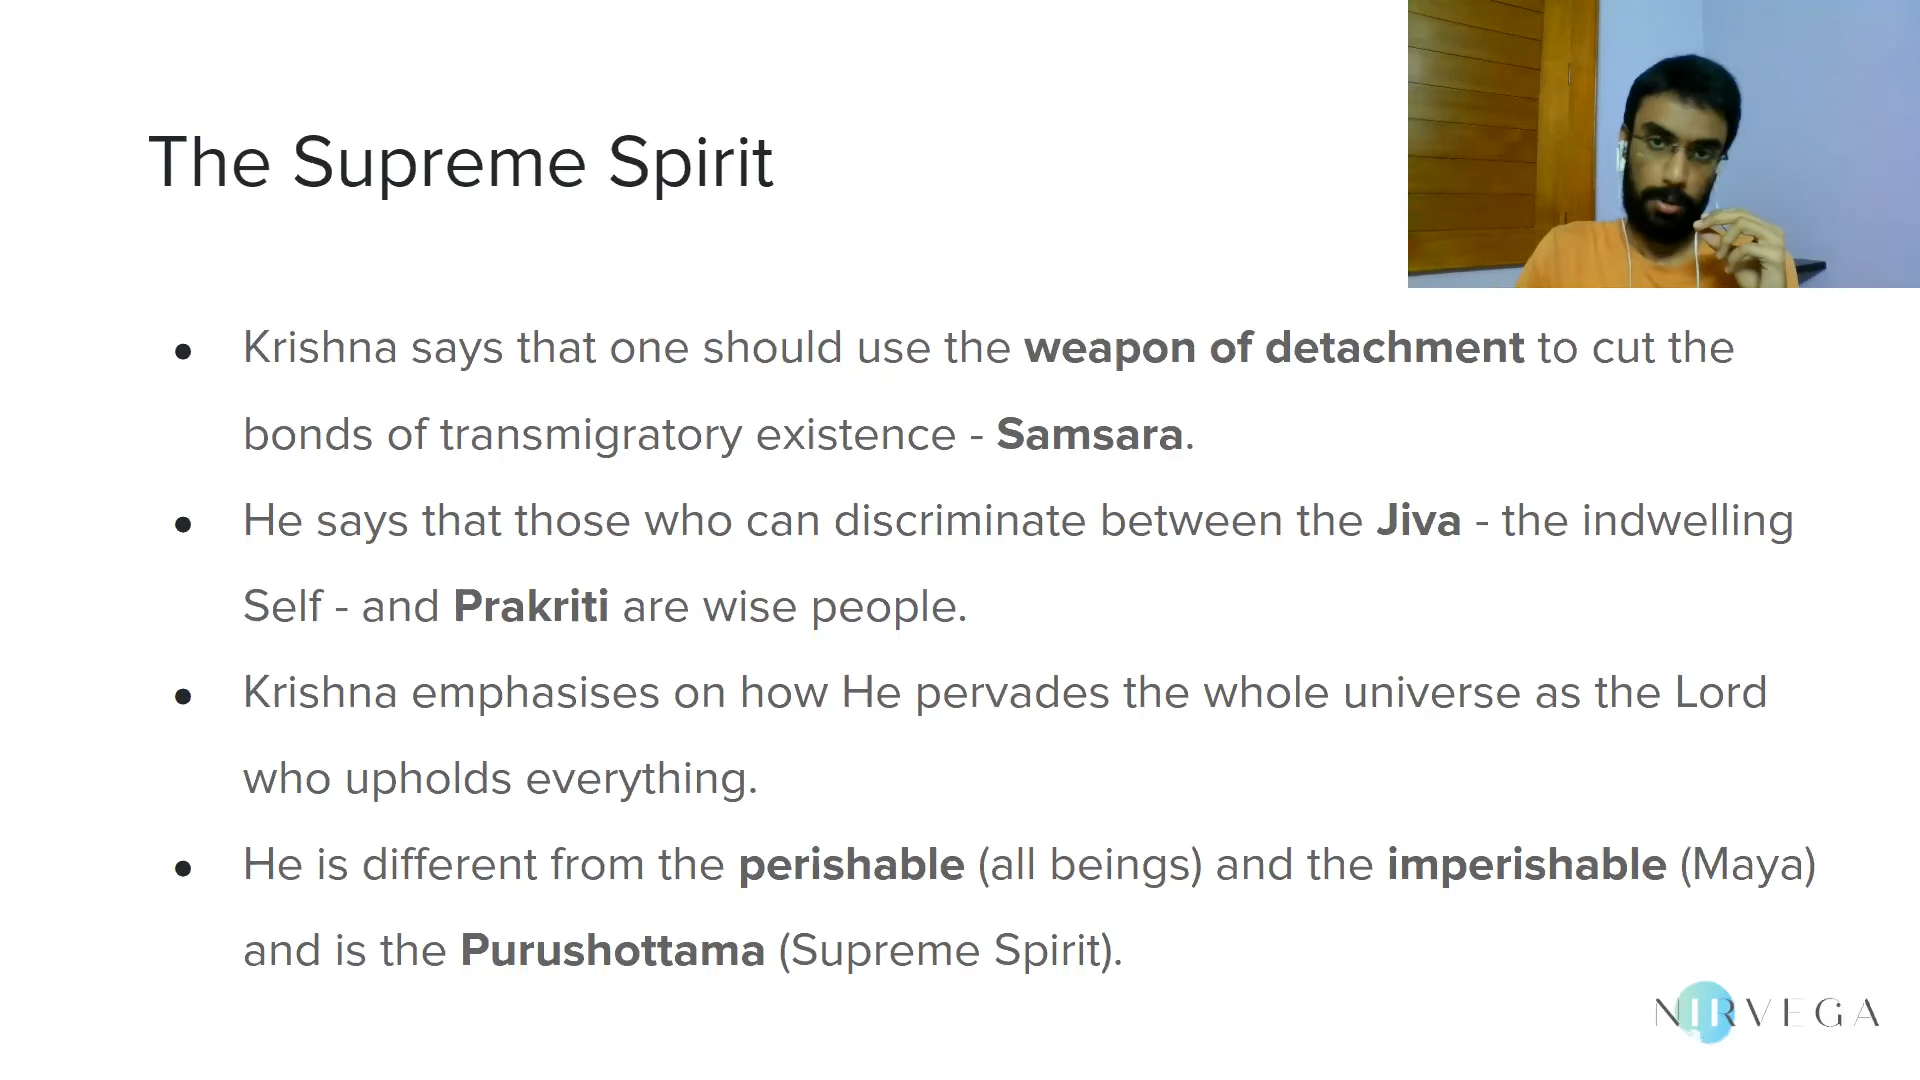 The Supreme Spirit
● Krishna says that one should use the weapon of detachment to cut the
bonds of transmigratory existence - Samsara.
● He says that those who can discriminate between the Jiva - the indwelling
Self - and Prakriti are wise people.
● Krishna emphasises on how He pervades the whole universe as the Lord
who upholds everything.
● He is different from the perishable (all beings) and the imperishable (Maya)
and is the Purushottama (Supreme Spirit).
NIRVEGA